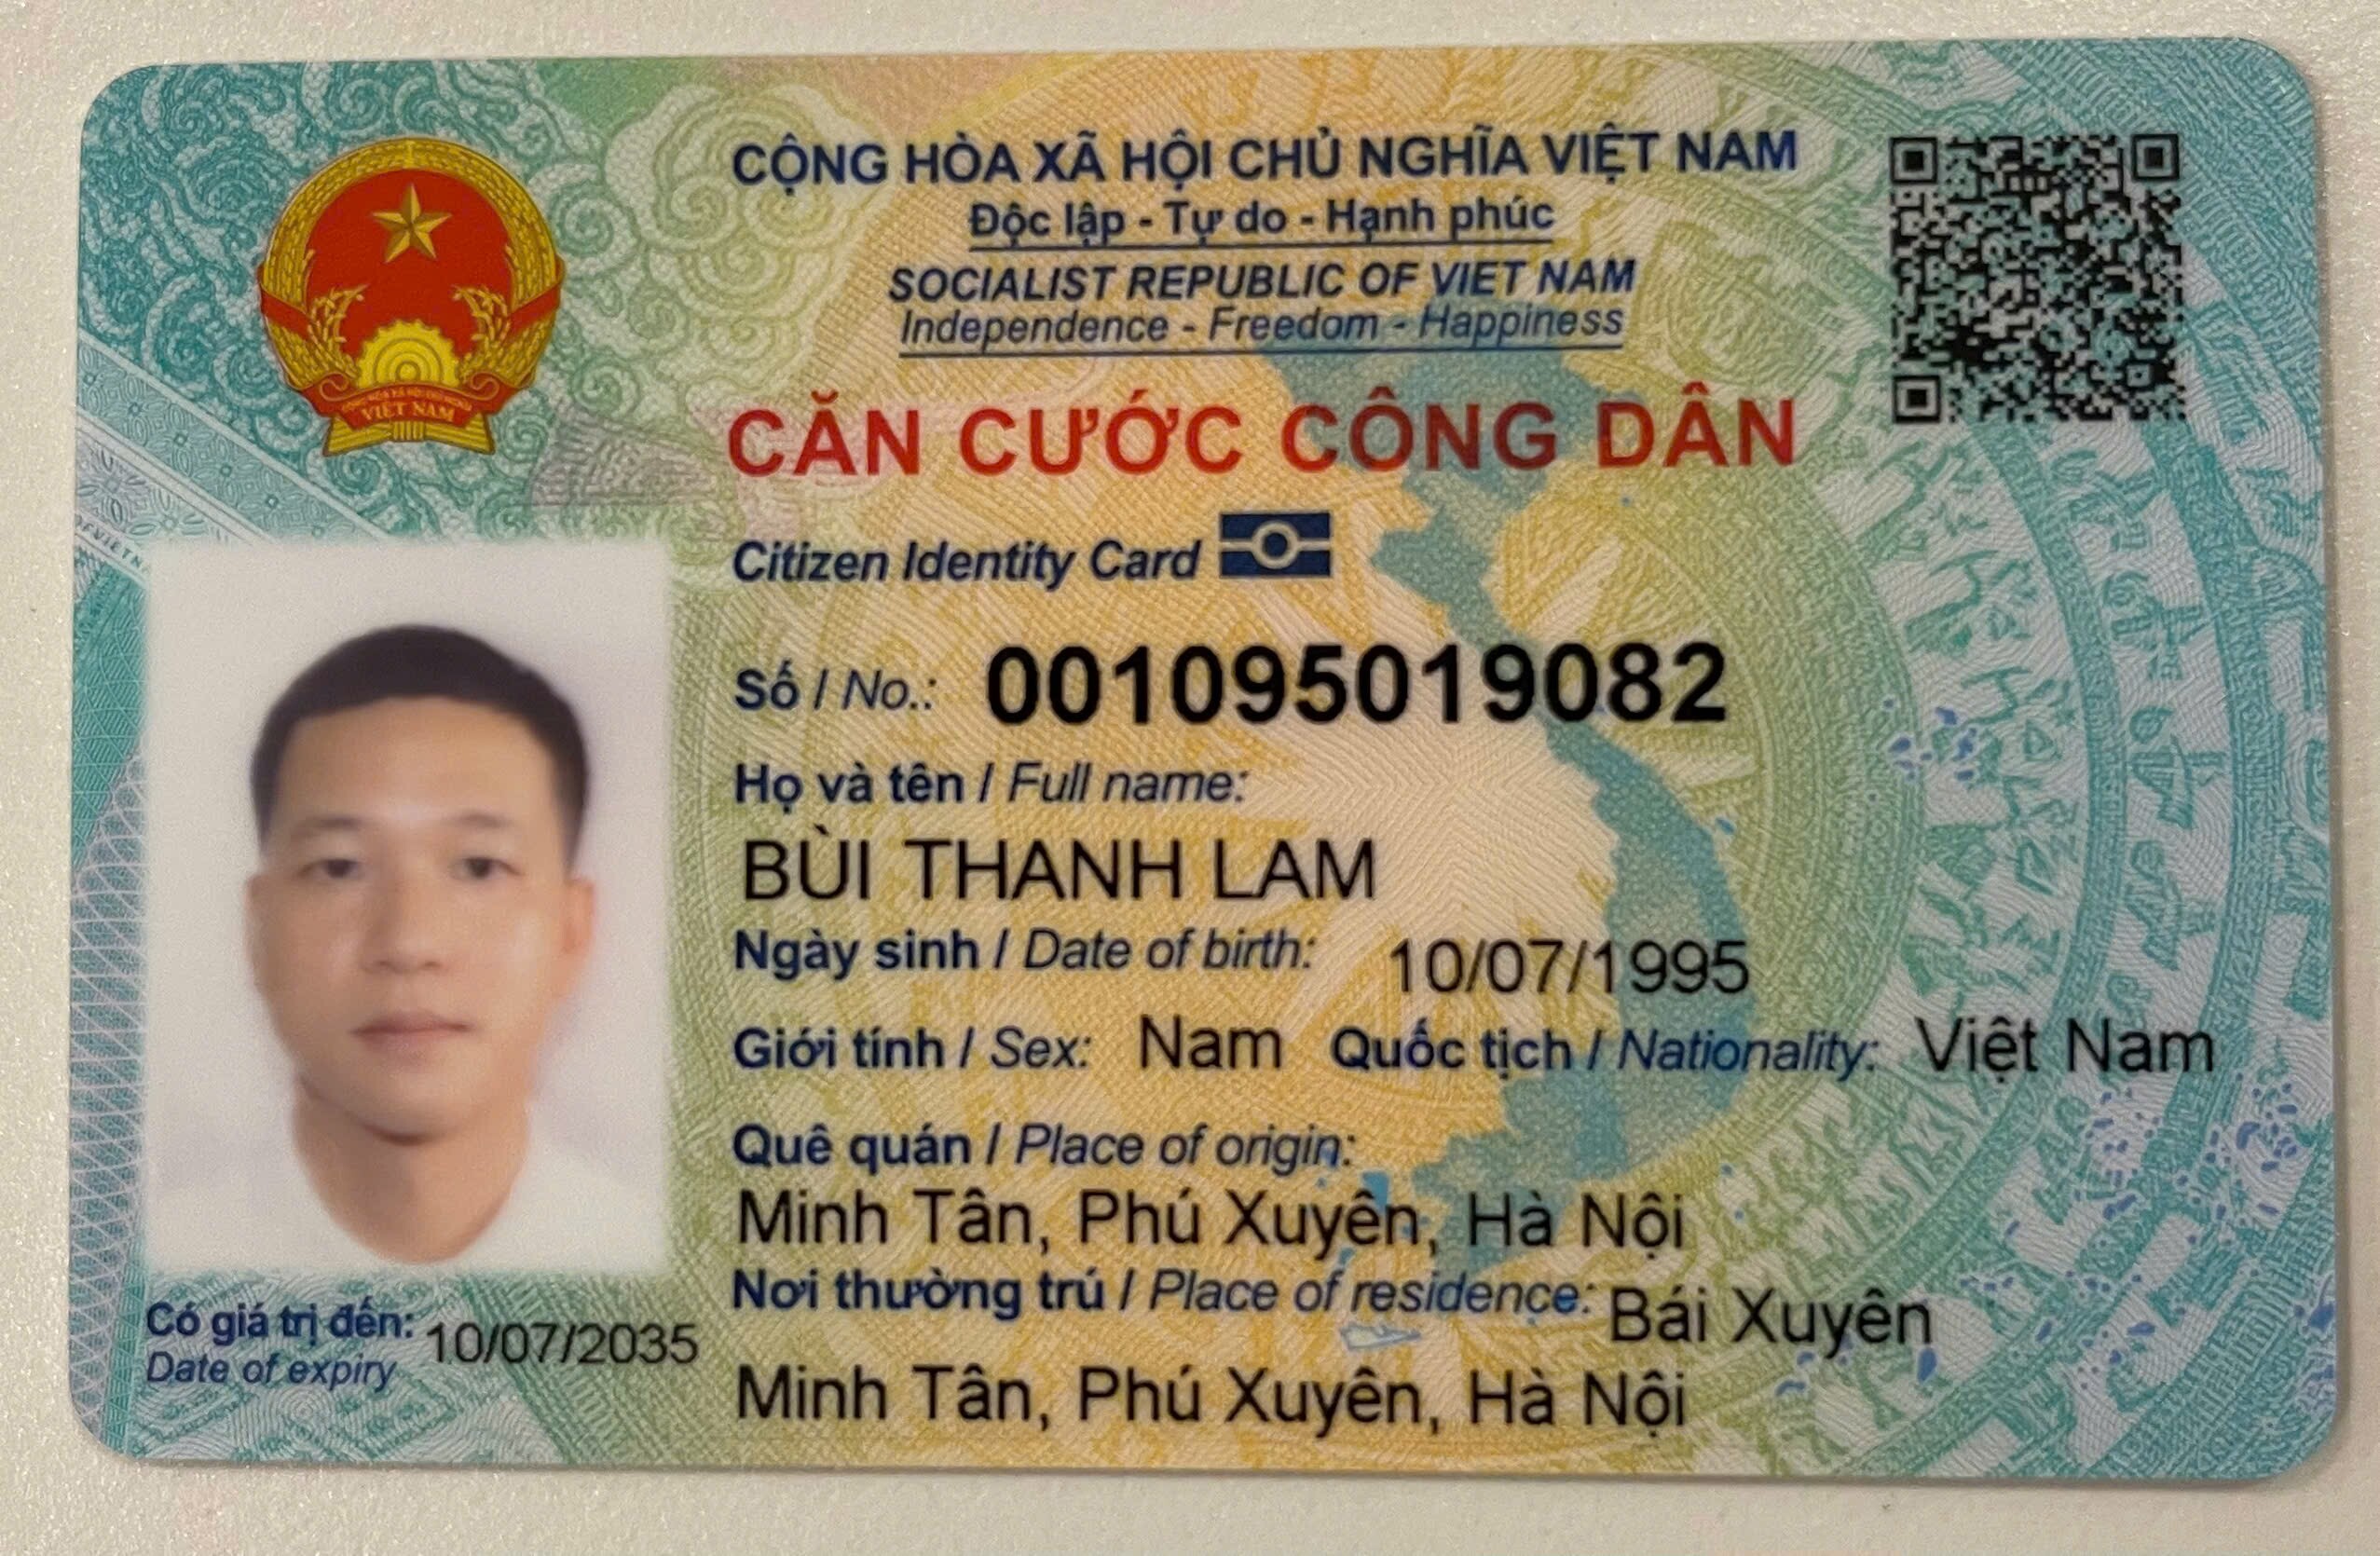 CỘNG HÒA XÃ HỘI CHỦ NGHĨA VIỆT NAM
Độc lập - Tự do - Hạnh phúc
SOCIALIST REPUBLIC OF VIET NAM
Independence - Freedom - Happiness
VIỆT NAM
CĂN CƯỚC CÔNG DÂN
Citizen Identity Card
Số / No.: 001095019082
Họ và tên / Full name:
BÙI THANH LAM
Ngày sinh / Date of birth: 10/07/1995
Giới tính / Sex: Nam Quốc tịch / Nationality: Việt Nam
Quê quán / Place of origin:
Minh Tân, Phú Xuyên, Hà Nội
Nơi thường trú / Place of residence: Bái Xuyên
Minh Tân, Phú Xuyên, Hà Nội
Có giá trị đến: 10/07/2035
Date of expiry